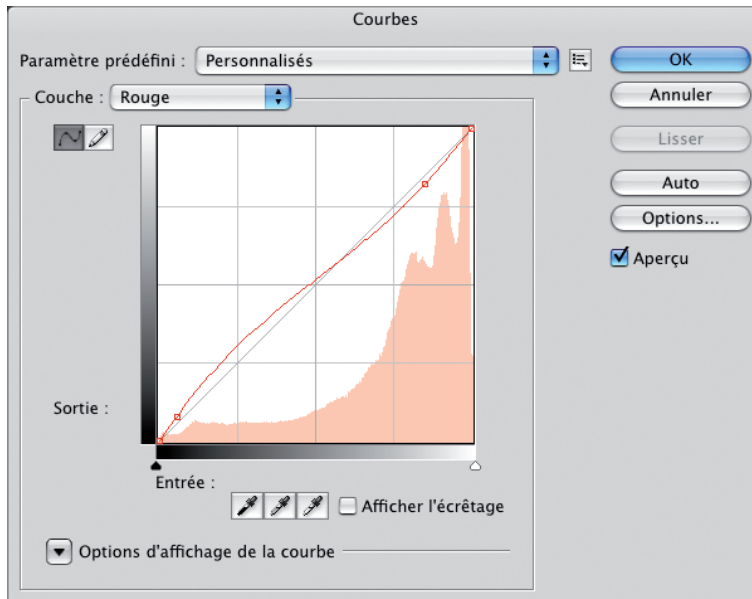 Courbes
Paramètre prédéfini : Personnalisés
OK
Couche : Rouge
Annuler
Lisser
Auto
Options...
Aperçu
Sortie :
Entrée :
Afficher l'écrêtage
Options d'affichage de la courbe